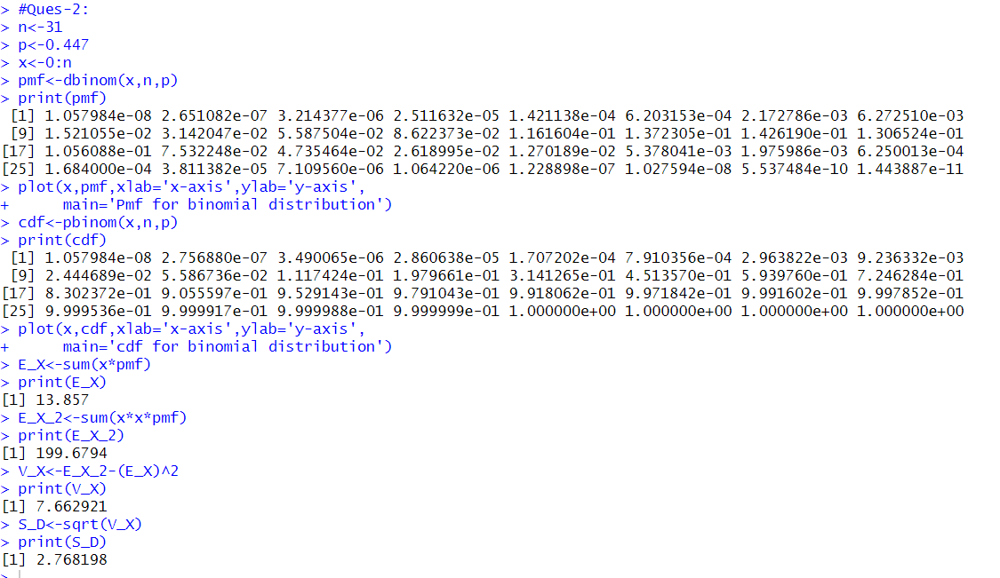 > #Ques-2:
> n<-31
> p<-0.447
> x<-0:n
> pmf<-dbinom(x,n,p)
> print(pmf)
 [1] 1.057984e-08 2.651082e-07 3.214377e-06 2.511632e-05 1.421138e-04 6.203153e-04 2.172786e-03 6.272510e-03
 [9] 1.521055e-02 3.142047e-02 5.587504e-02 8.622373e-02 1.161604e-01 1.372305e-01 1.426190e-01 1.306524e-01
[17] 1.056088e-01 7.532248e-02 4.735464e-02 2.618995e-02 1.270189e-02 5.378041e-03 1.975986e-03 6.250013e-04
[25] 1.684000e-04 3.811382e-05 7.109560e-06 1.064220e-06 1.228898e-07 1.027594e-08 5.537484e-10 1.443887e-11
> plot(x,pmf,xlab='x-axis',ylab='y-axis',
+      main='Pmf for binomial distribution')
> cdf<-pbinom(x,n,p)
> print(cdf)
 [1] 1.057984e-08 2.756880e-07 3.490065e-06 2.860638e-05 1.707202e-04 7.910356e-04 2.963822e-03 9.236332e-03
 [9] 2.444689e-02 5.586736e-02 1.117424e-01 1.979661e-01 3.141265e-01 4.513570e-01 5.939760e-01 7.246284e-01
[17] 8.302372e-01 9.055597e-01 9.529143e-01 9.791043e-01 9.918062e-01 9.971842e-01 9.991602e-01 9.997852e-01
[25] 9.999536e-01 9.999917e-01 9.999988e-01 9.999999e-01 1.000000e+00 1.000000e+00 1.000000e+00 1.000000e+00
> plot(x,cdf,xlab='x-axis',ylab='y-axis',
+      main='cdf for binomial distribution')
> E_X<-sum(x*pmf)
> print(E_X)
[1] 13.857
> E_X_2<-sum(x*x*pmf)
> print(E_X_2)
[1] 199.6794
> V_X<-E_X_2-(E_X)^2
> print(V_X)
[1] 7.662921
> S_D<-sqrt(V_X)
> print(S_D)
[1] 2.768198
>